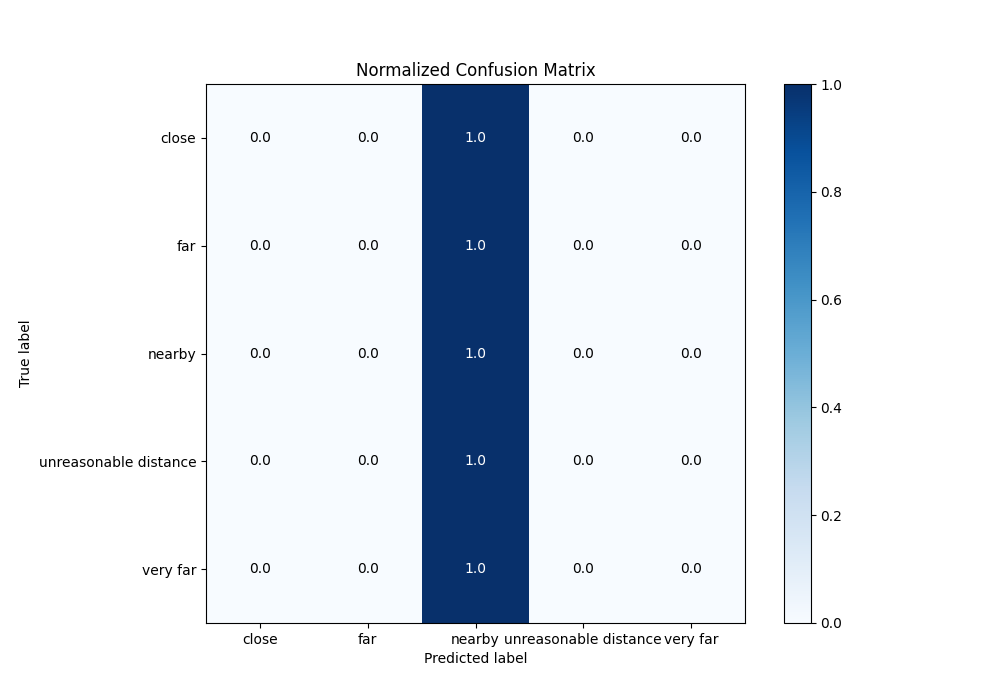 Normalized Confusion Matrix
True label
close 0.0 0.0 1.0 0.0 0.0
far 0.0 0.0 1.0 0.0 0.0
nearby 0.0 0.0 1.0 0.0 0.0
unreasonable distance 0.0 0.0 1.0 0.0 0.0
very far 0.0 0.0 1.0 0.0 0.0
close far nearby unreasonable distance very far
Predicted label
1.0
0.8
0.6
0.4
0.2
0.0